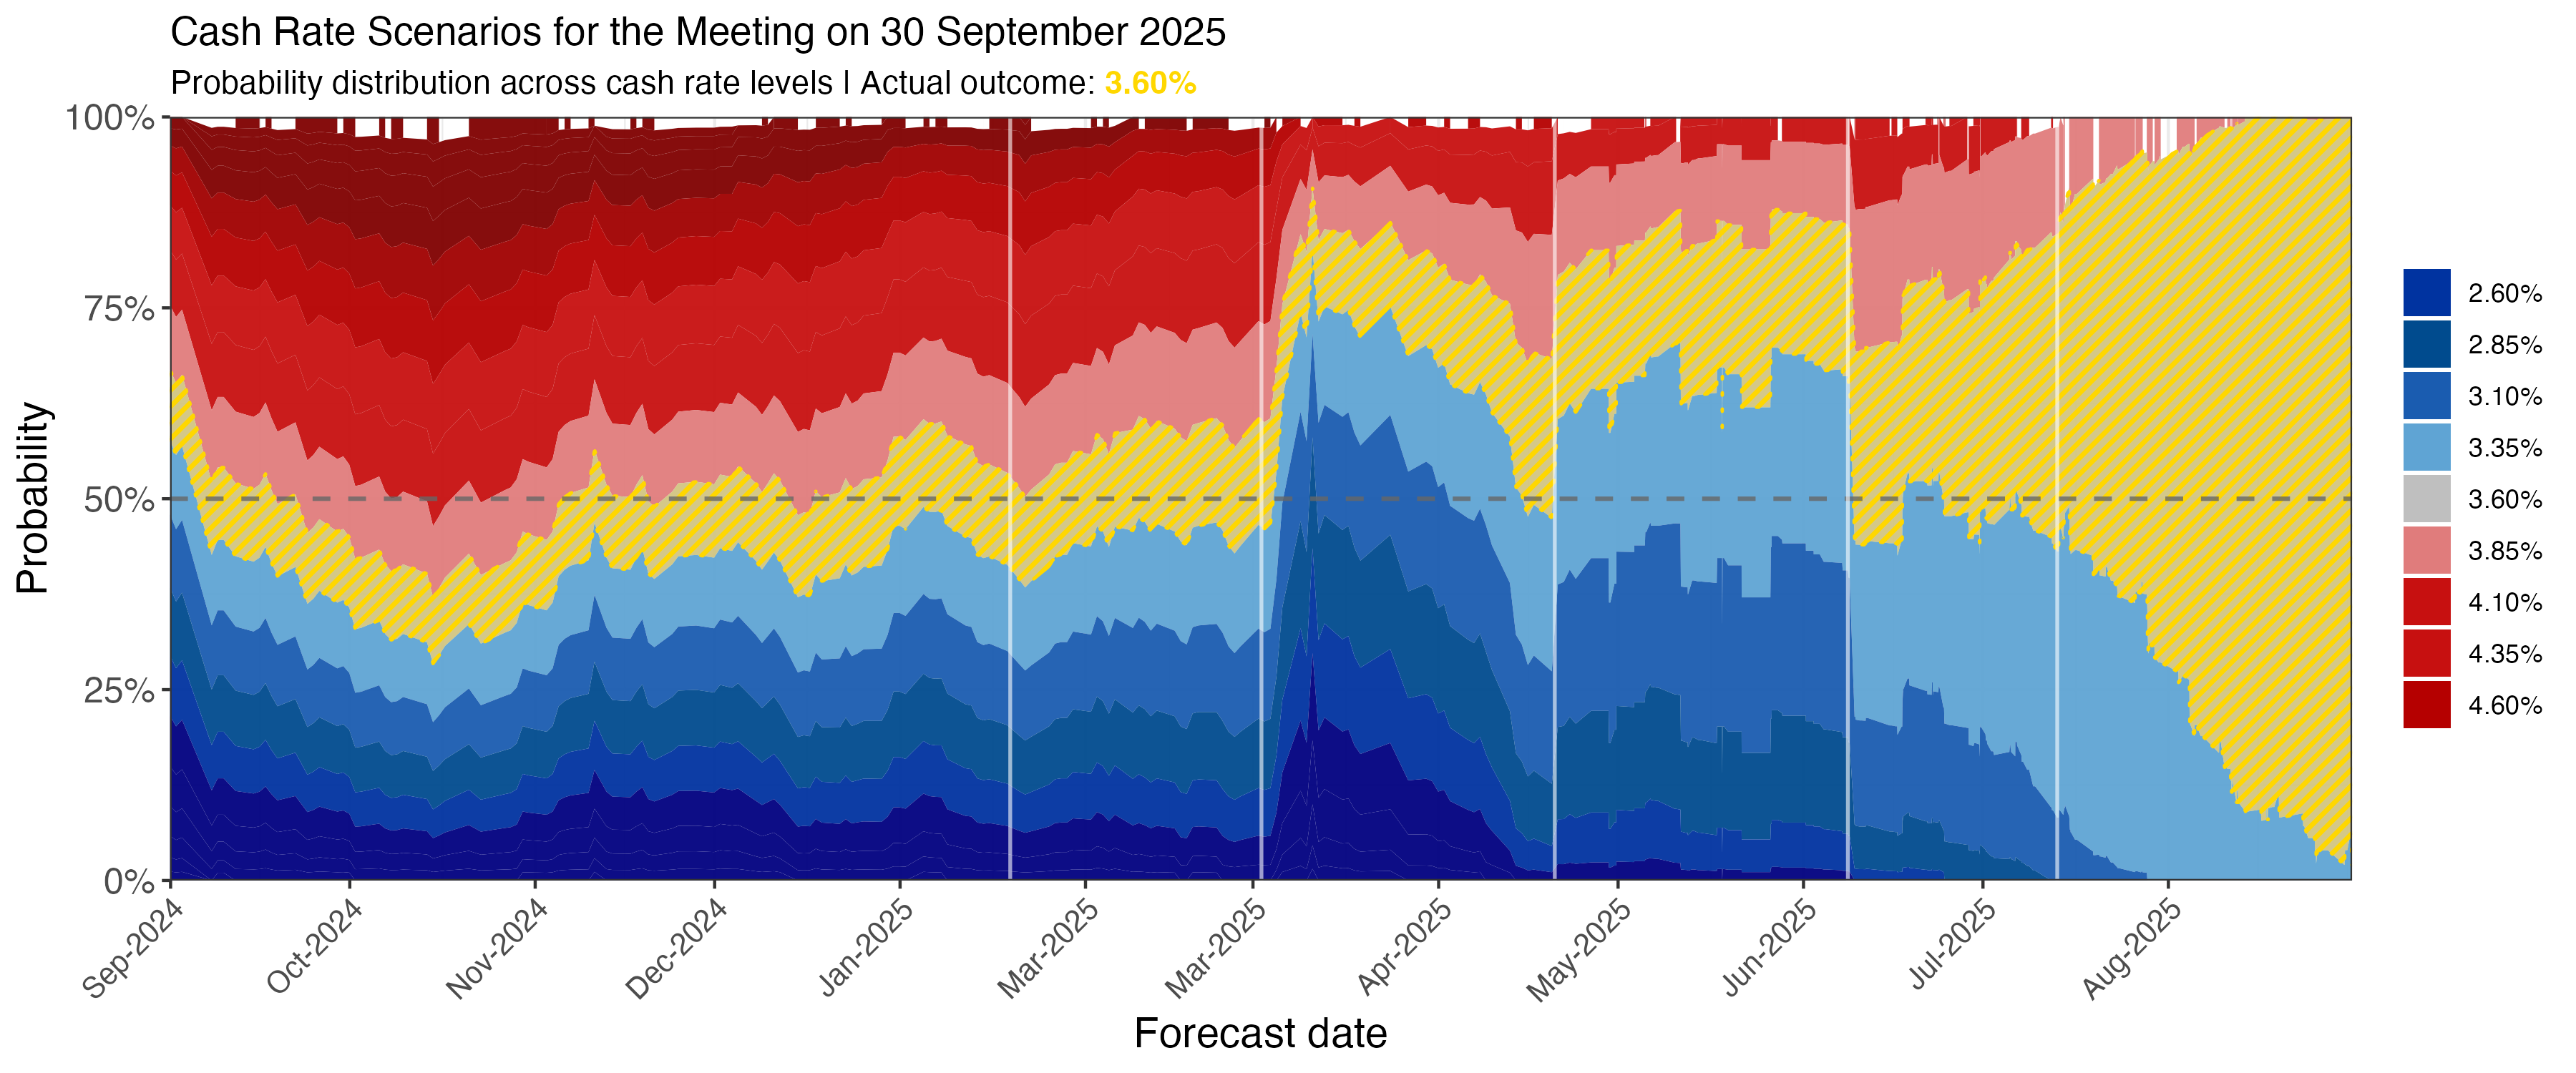 Cash Rate Scenarios for the Meeting on 30 September 2025
Probability distribution across cash rate levels | Actual outcome: 3.60%
100%
75%
50%
25%
0%
Probability
Sep-2024
Oct-2024
Nov-2024
Dec-2024
Jan-2025
Mar-2025
Mar-2025
Apr-2025
May-2025
Jun-2025
Jul-2025
Aug-2025
Forecast date
2.60%
2.85%
3.10%
3.35%
3.60%
3.85%
4.10%
4.35%
4.60%